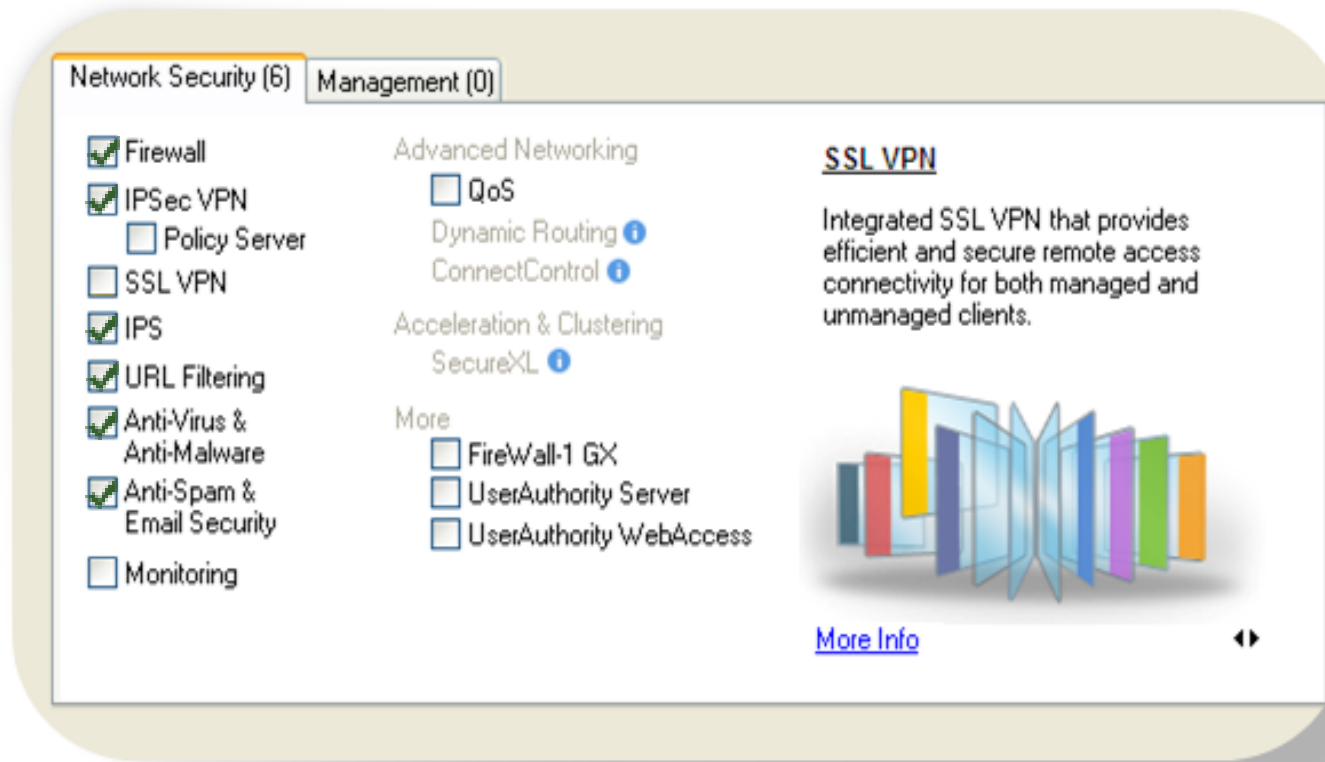 Network Security (6)
Management (0)
Firewall
IPSec VPN
Policy Server
SSL VPN
IPS
URL Filtering
Anti-Virus &
Anti-Malware
Anti-Spam &
Email Security
Monitoring
Advanced Networking
QoS
Dynamic Routing
ConnectControl
Acceleration & Clustering
SecureXL
More
FireWall-1 GX
UserAuthority Server
UserAuthority WebAccess
SSL VPN
Integrated SSL VPN that provides
efficient and secure remote access
connectivity for both managed and
unmanaged clients.
More Info